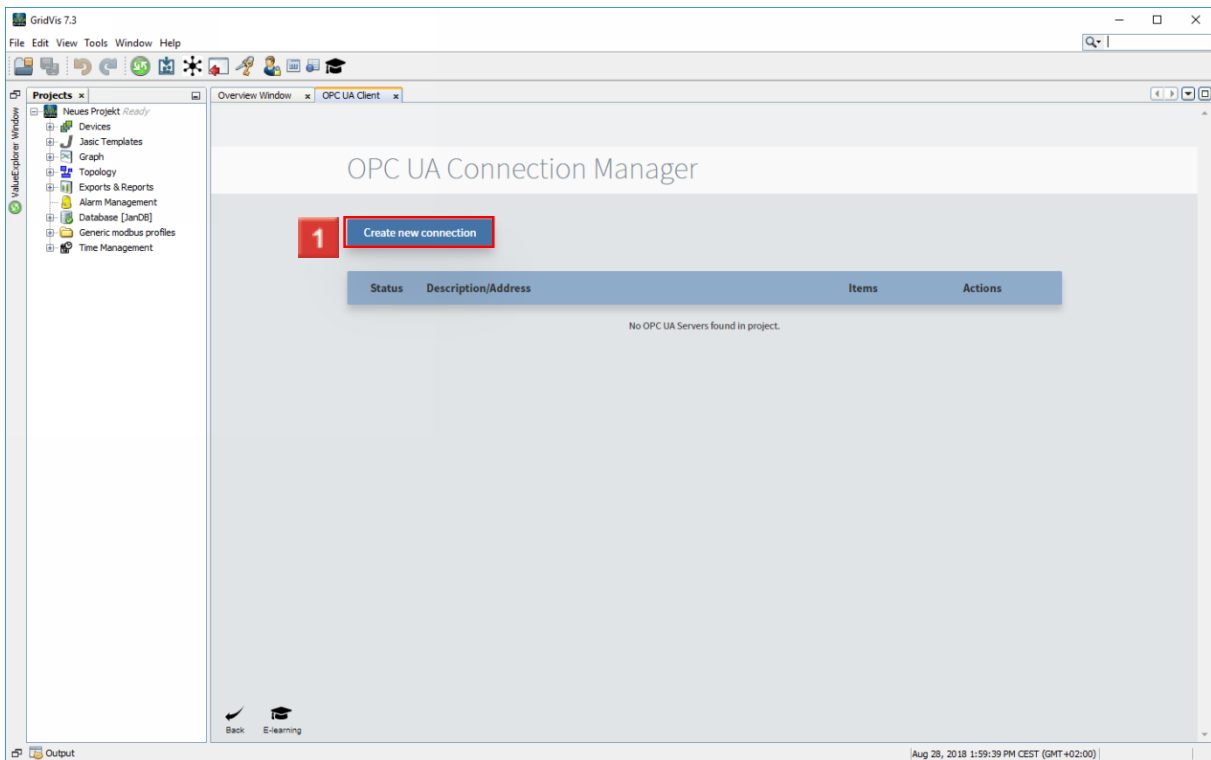 GridVis 7.3
File Edit View Tools Window Help
Projects
Overview Window
OPC UA Client
ValueExplorer Window
Neues Projekt Ready
Devices
Jasic Templates
Graph
Topology
Exports & Reports
Alarm Management
Database [JanDB]
Generic modbus profiles
Time Management
OPC UA Connection Manager
1
Create new connection
Status Description/Address Items Actions
No OPC UA Servers found in project.
Back E-learning
Output
Aug 28, 2018 1:59:39 PM CEST (GMT+02:00)